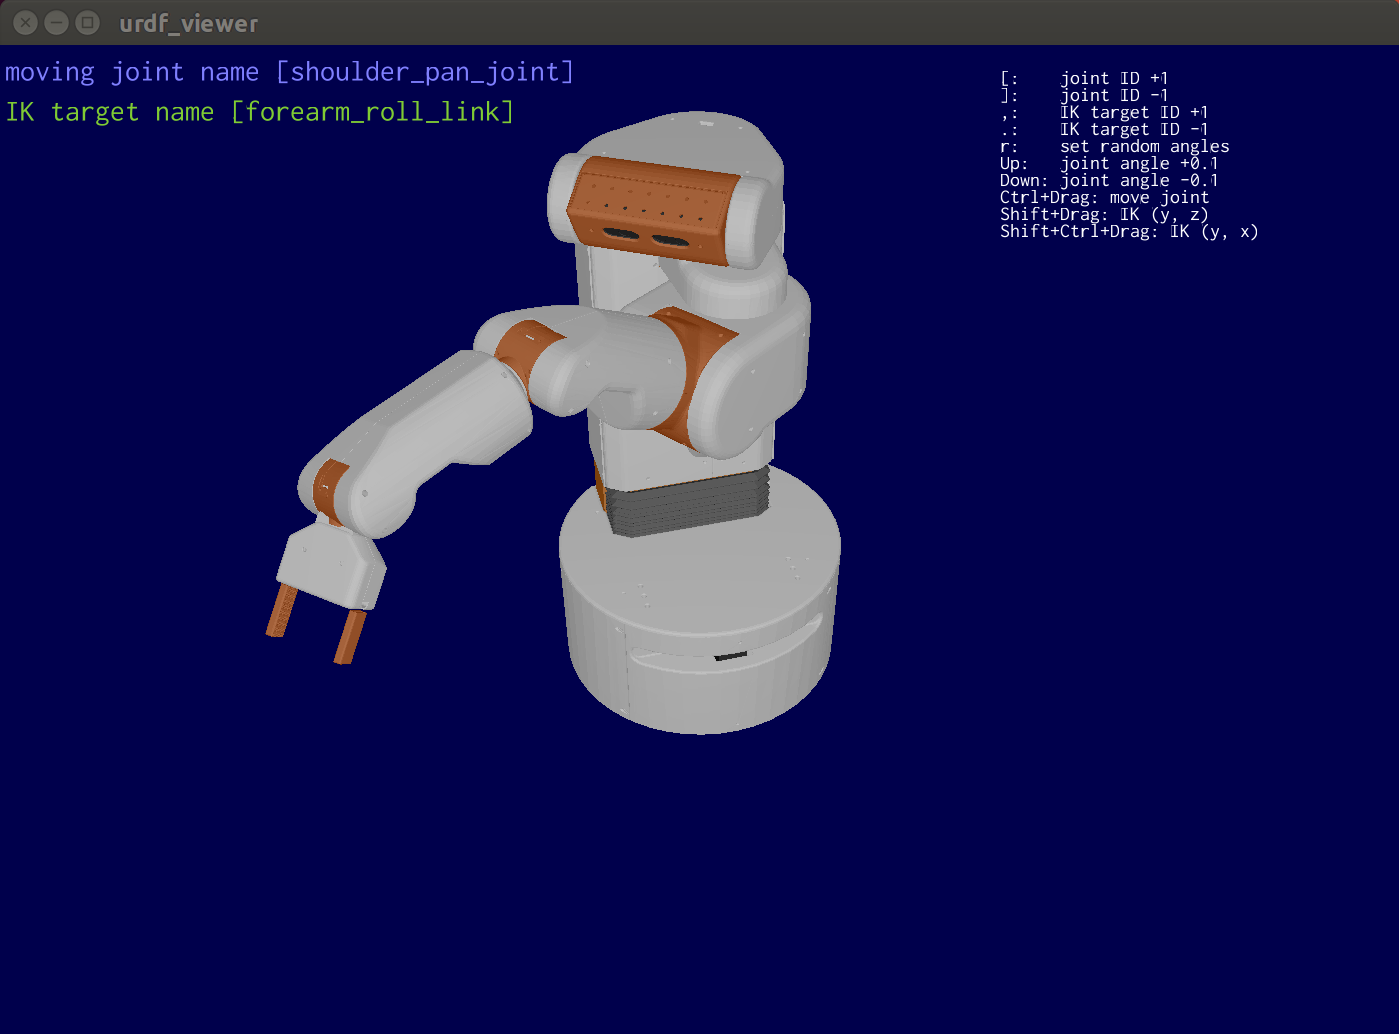 urdf_viewer
moving joint name [shoulder_pan_joint]
IK target name [forearm_roll_link]
[: joint ID +1
]: joint ID -1
,: IK target ID +1
.: IK target ID -1
r: set random angles
Up: joint angle +0.1
Down: joint angle -0.1
Ctrl+Drag: move joint
Shift+Drag: IK (y, z)
Shift+Ctrl+Drag: IK (y, x)